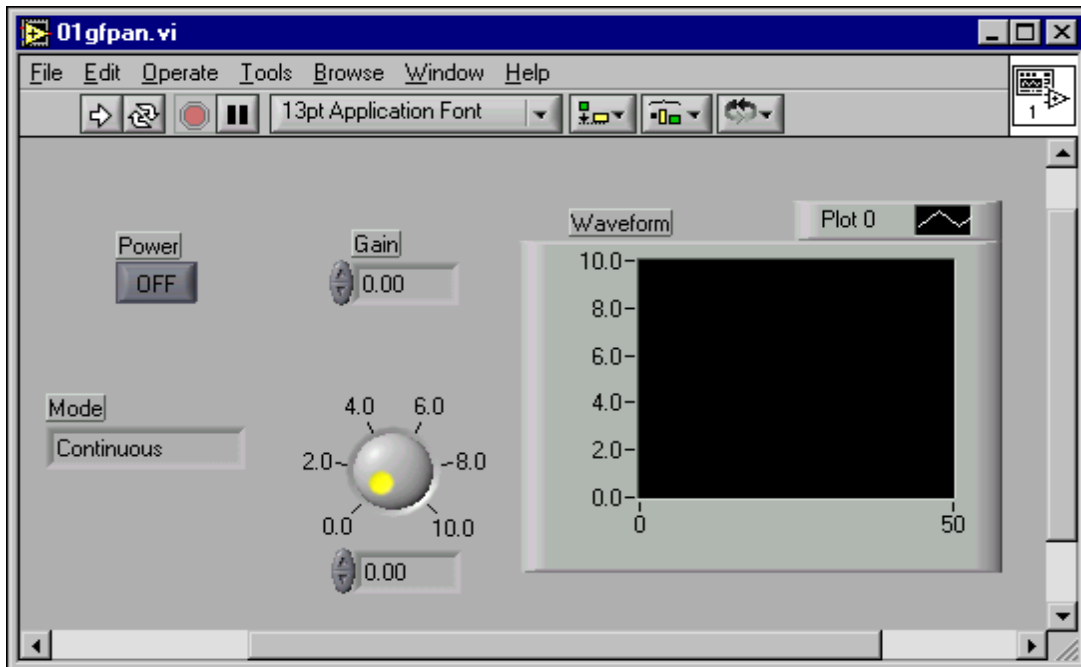 01gfpan.vi
File Edit Operate Tools Browse Window Help
13pt Application Font
1
Power
OFF
Gain
0.00
Waveform
Plot 0
10.0
8.0
6.0
4.0
2.0
0.0
0 50
Mode
Continuous
4.0 6.0
2.0 8.0
0.0 10.0
0.00